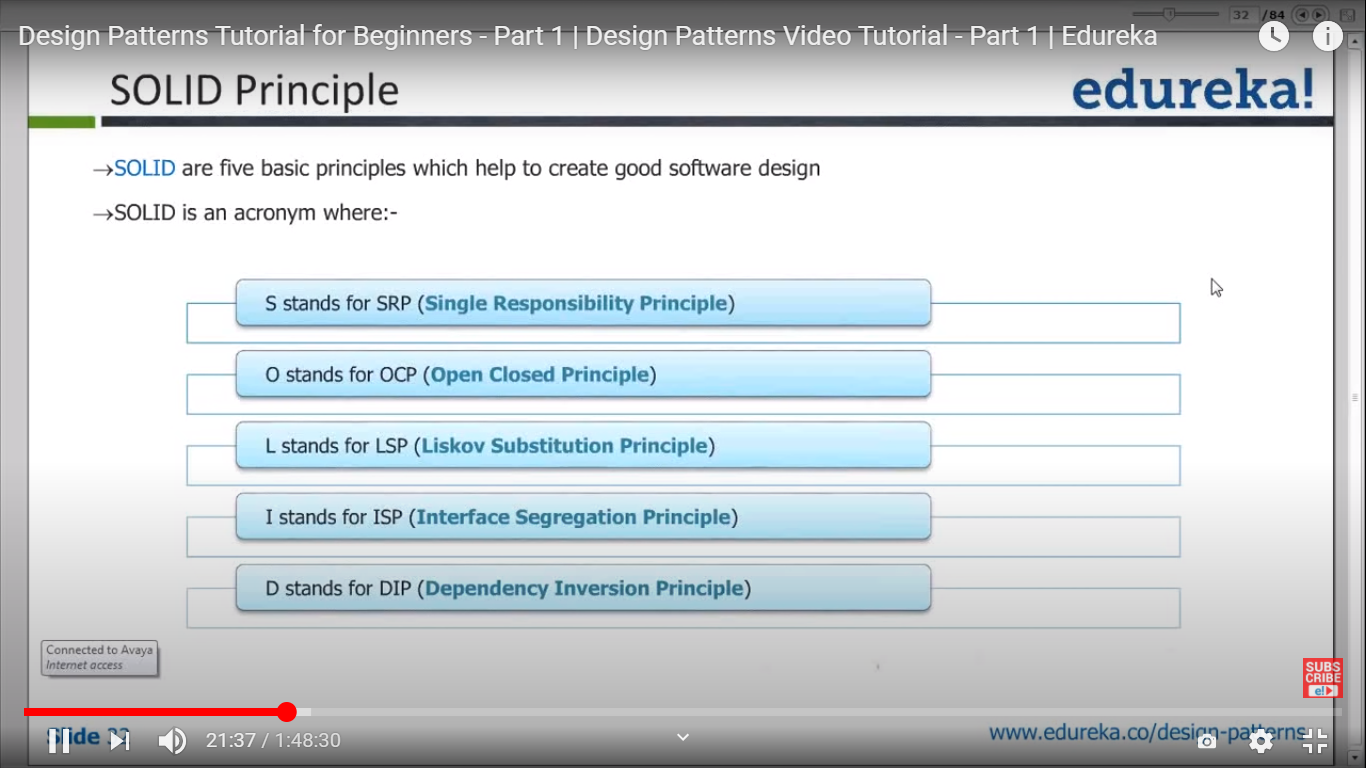 32 /84
Design Patterns Tutorial for Beginners - Part 1 | Design Patterns Video Tutorial - Part 1 | Edureka
SOLID Principle
edureka!
→SOLID are five basic principles which help to create good software design
→SOLID is an acronym where:-
S stands for SRP (Single Responsibility Principle)
O stands for OCP (Open Closed Principle)
L stands for LSP (Liskov Substitution Principle)
I stands for ISP (Interface Segregation Principle)
D stands for DIP (Dependency Inversion Principle)
Connected to Avaya
Internet access
SUBS
CRIBE
e!
Slide
www.edureka.co/design-patterns
21:37 / 1:48:30